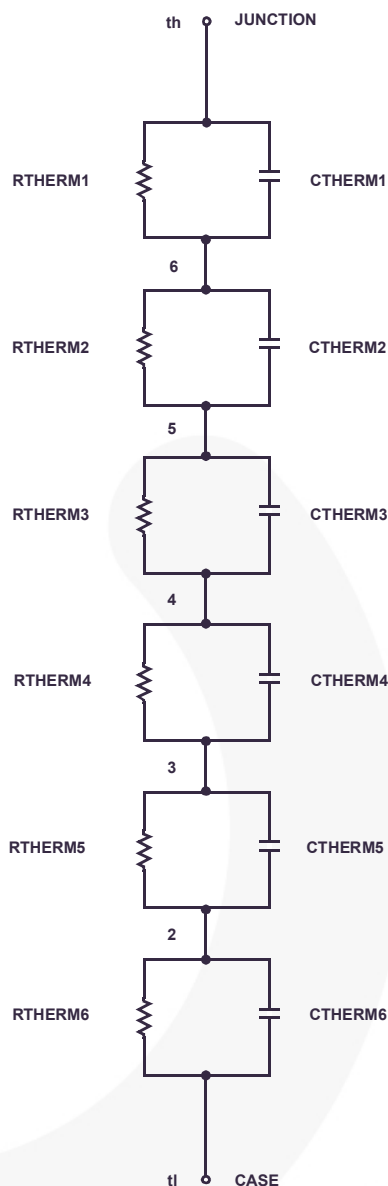 th JUNCTION
RTHERM1 CTHERM1
6
RTHERM2 CTHERM2
5
RTHERM3 CTHERM3
4
RTHERM4 CTHERM4
3
RTHERM5 CTHERM5
2
RTHERM6 CTHERM6
tl CASE